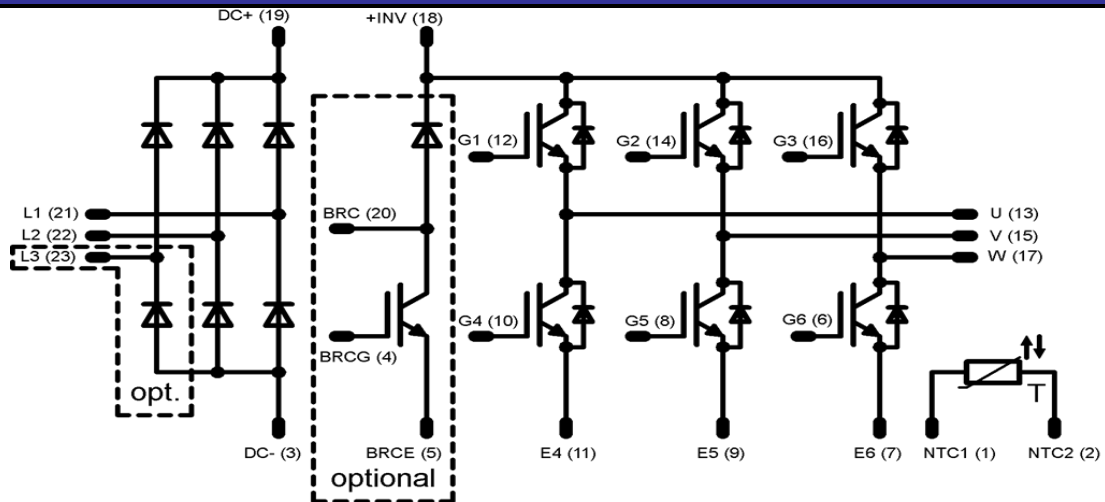 DC+ (19)
+INV (18)
G1 (12)
G2 (14)
G3 (16)
L1 (21)
BRC (20)
U (13)
L2 (22)
V (15)
L3 (23)
W (17)
G4 (10)
G5 (8)
G6 (6)
BRCG (4)
opt.
T
DC- (3)
BRCE (5)
E4 (11)
E5 (9)
E6 (7)
NTC1 (1)
NTC2 (2)
optional